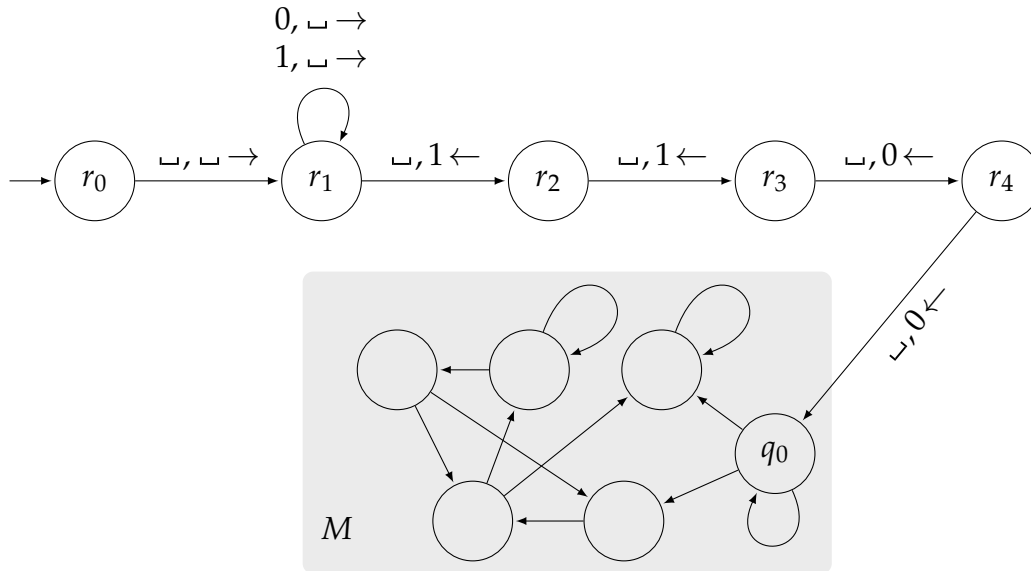 0, ␣ →
1, ␣ →
␣, ␣ →
␣, 1 ←
␣, 1 ←
␣, 0 ←
r₀
r₁
r₂
r₃
r₄
␣, 0 ←
q₀
M